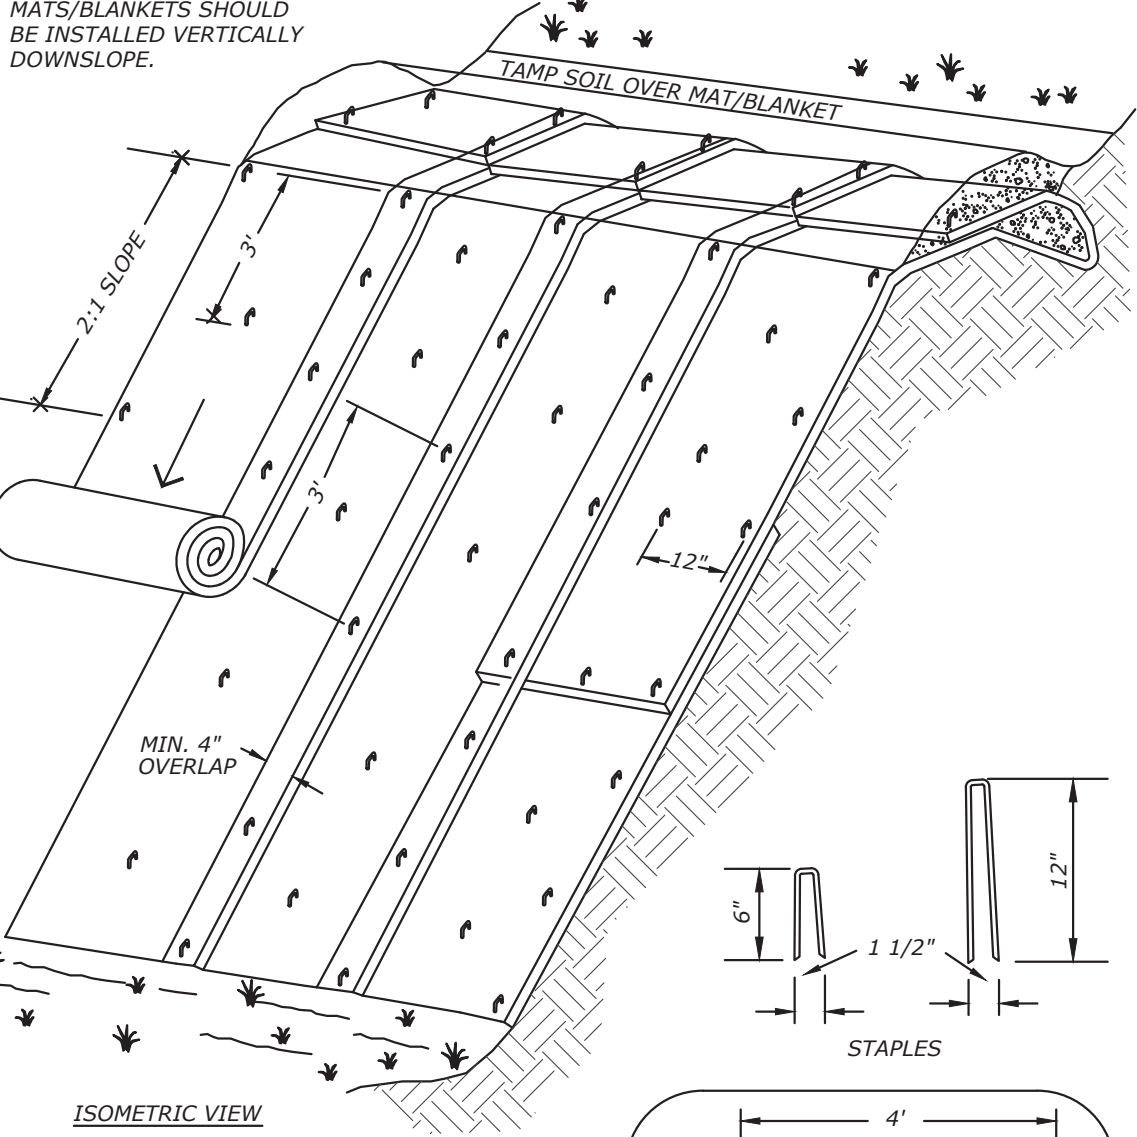 MATS/BLANKETS SHOULD
BE INSTALLED VERTICALLY
DOWNSLOPE.
TAMP SOIL OVER MAT/BLANKET
2:1 SLOPE
3'
3'
12"
MIN. 4"
OVERLAP
6"
12"
1 1/2"
STAPLES
ISOMETRIC VIEW
4'